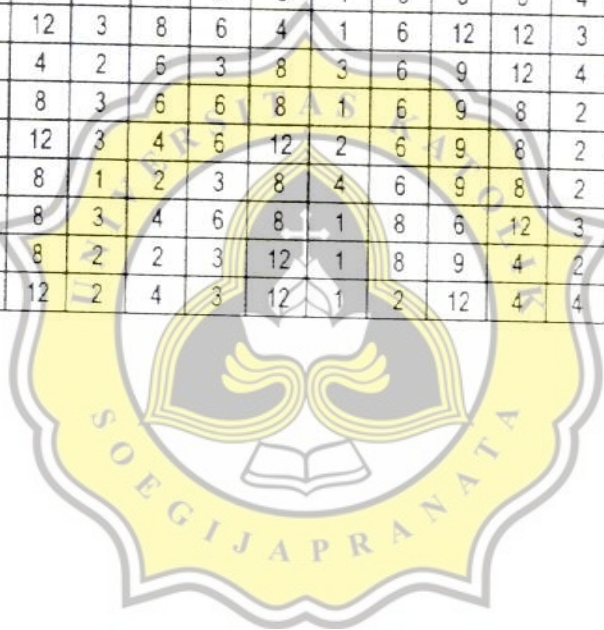 12 3 8 6 4 1 6 12 12 3
4 2 6 3 8 3 6 9 12 4
8 3 6 6 8 1 6 9 8 2
12 3 4 6 12 2 6 9 8 2
8 1 2 3 8 4 6 9 8 2
8 3 4 6 8 1 8 6 12 3
8 2 2 3 12 1 8 9 4 2
12 2 4 3 12 1 2 12 4 4
UNIVERSITAS KATOLIK
SOEGIJAPRANATA